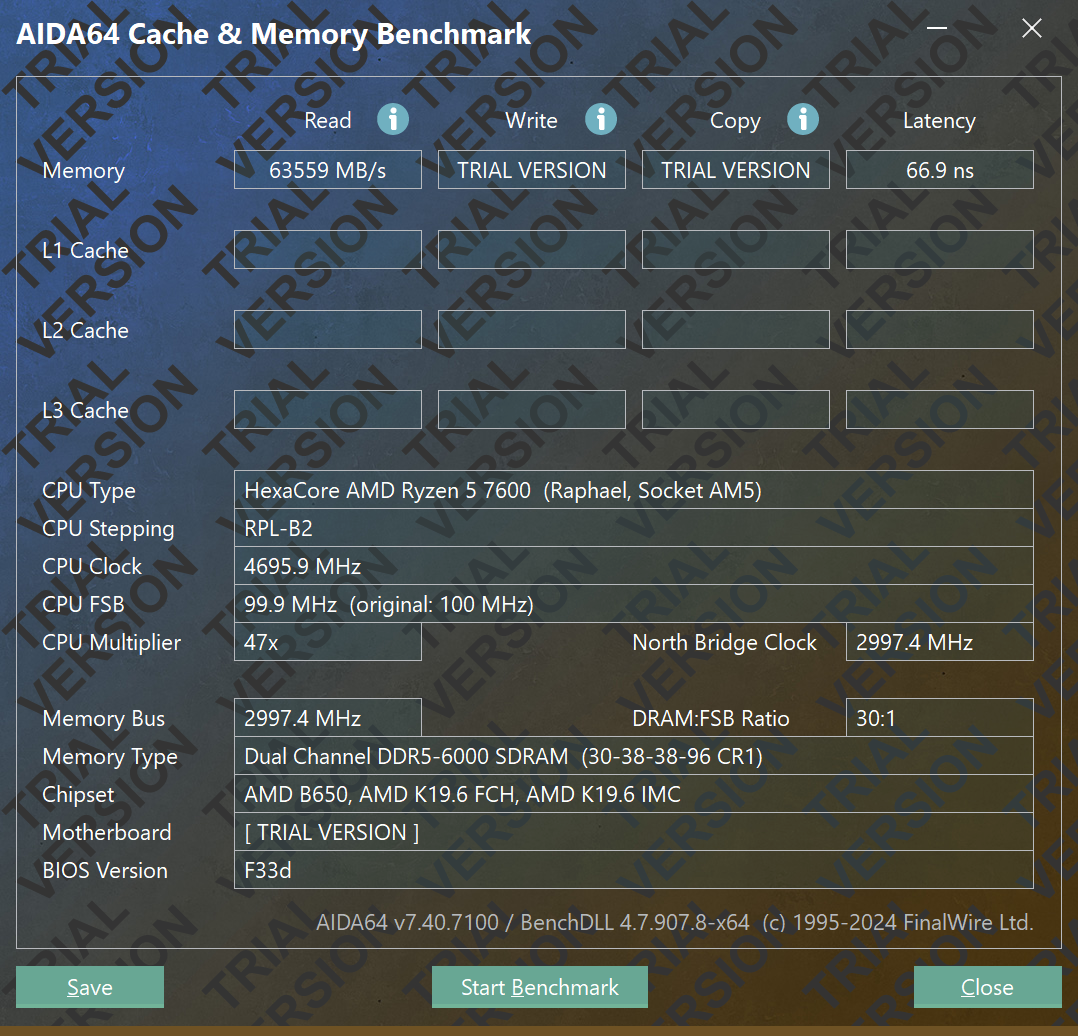 AIDA64 Cache & Memory Benchmark
Read Write Copy Latency
Memory 63559 MB/s TRIAL VERSION TRIAL VERSION 66.9 ns
L1 Cache
L2 Cache
L3 Cache
CPU Type HexaCore AMD Ryzen 5 7600 (Raphael, Socket AM5)
CPU Stepping RPL-B2
CPU Clock 4695.9 MHz
CPU FSB 99.9 MHz (original: 100 MHz)
CPU Multiplier 47x North Bridge Clock 2997.4 MHz
Memory Bus 2997.4 MHz DRAM:FSB Ratio 30:1
Memory Type Dual Channel DDR5-6000 SDRAM (30-38-38-96 CR1)
Chipset AMD B650, AMD K19.6 FCH, AMD K19.6 IMC
Motherboard [ TRIAL VERSION ]
BIOS Version F33d
AIDA64 v7.40.7100 / BenchDLL 4.7.907.8-x64 (c) 1995-2024 FinalWire Ltd.
Save Start Benchmark Close
TRIAL VERSION